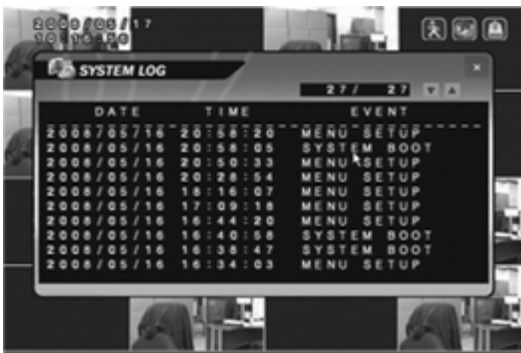 2008/05/17
SYSTEM LOG
27/ 27
DATE TIME EVENT
2008/05/16 20:58:20 MENU SETUP
2008/05/16 20:58:05 SYSTEM BOOT
2008/05/16 20:50:33 MENU SETUP
2008/05/16 20:28:54 MENU SETUP
2008/05/16 18:16:07 MENU SETUP
2008/05/16 17:09:18 MENU SETUP
2008/05/16 16:44:20 MENU SETUP
2008/05/16 16:40:58 SYSTEM BOOT
2008/05/16 16:38:47 SYSTEM BOOT
2008/05/16 16:34:03 MENU SETUP